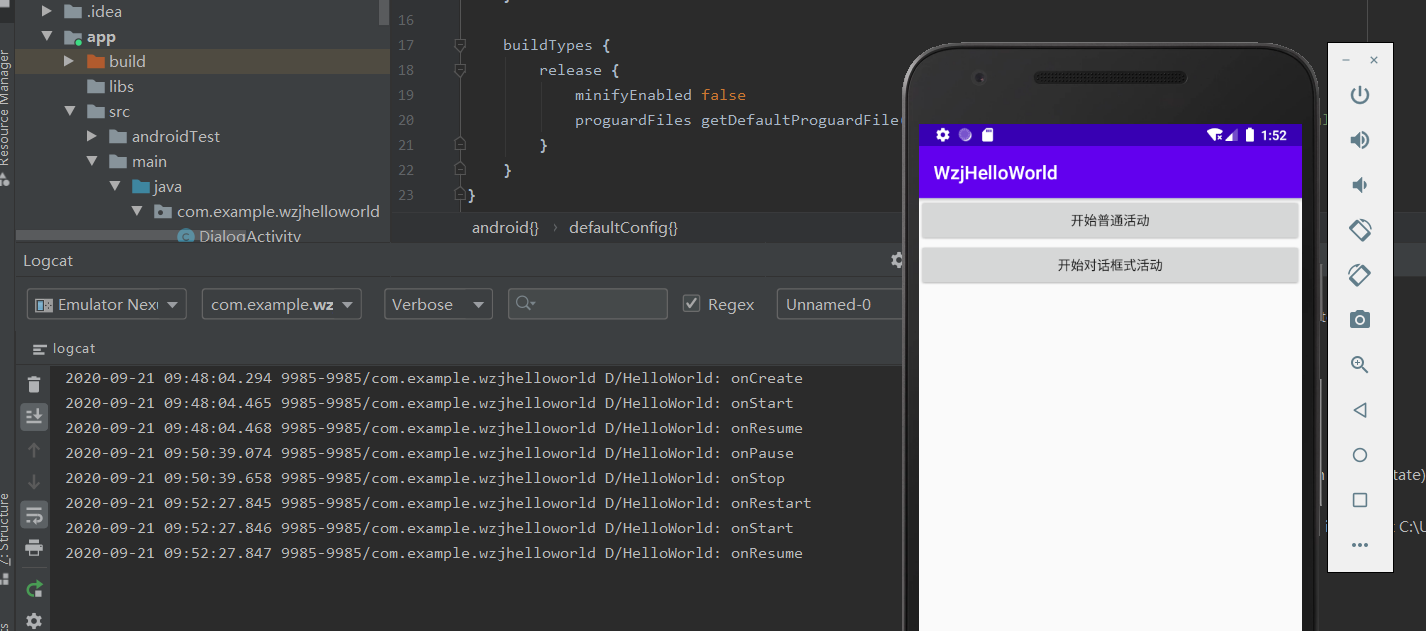 .idea
app
build
libs
src
androidTest
main
java
com.example.wzjhelloworld
DialogActivity
Resource Manager
16
17 buildTypes {
18 release {
19 minifyEnabled false
20 proguardFiles getDefaultProguardFile(
21 }
22 }
23 }
android{} › defaultConfig{}
Logcat
Emulator Nexu com.example.wz Verbose Regex Unnamed-0
logcat
2020-09-21 09:48:04.294 9985-9985/com.example.wzjhelloworld D/HelloWorld: onCreate
2020-09-21 09:48:04.465 9985-9985/com.example.wzjhelloworld D/HelloWorld: onStart
2020-09-21 09:48:04.468 9985-9985/com.example.wzjhelloworld D/HelloWorld: onResume
2020-09-21 09:50:39.074 9985-9985/com.example.wzjhelloworld D/HelloWorld: onPause
2020-09-21 09:50:39.658 9985-9985/com.example.wzjhelloworld D/HelloWorld: onStop
2020-09-21 09:52:27.845 9985-9985/com.example.wzjhelloworld D/HelloWorld: onRestart
2020-09-21 09:52:27.846 9985-9985/com.example.wzjhelloworld D/HelloWorld: onStart
2020-09-21 09:52:27.847 9985-9985/com.example.wzjhelloworld D/HelloWorld: onResume
Z: Structure
1:52
WzjHelloWorld
开始普通活动
开始对话框式活动
tate)
C:\U